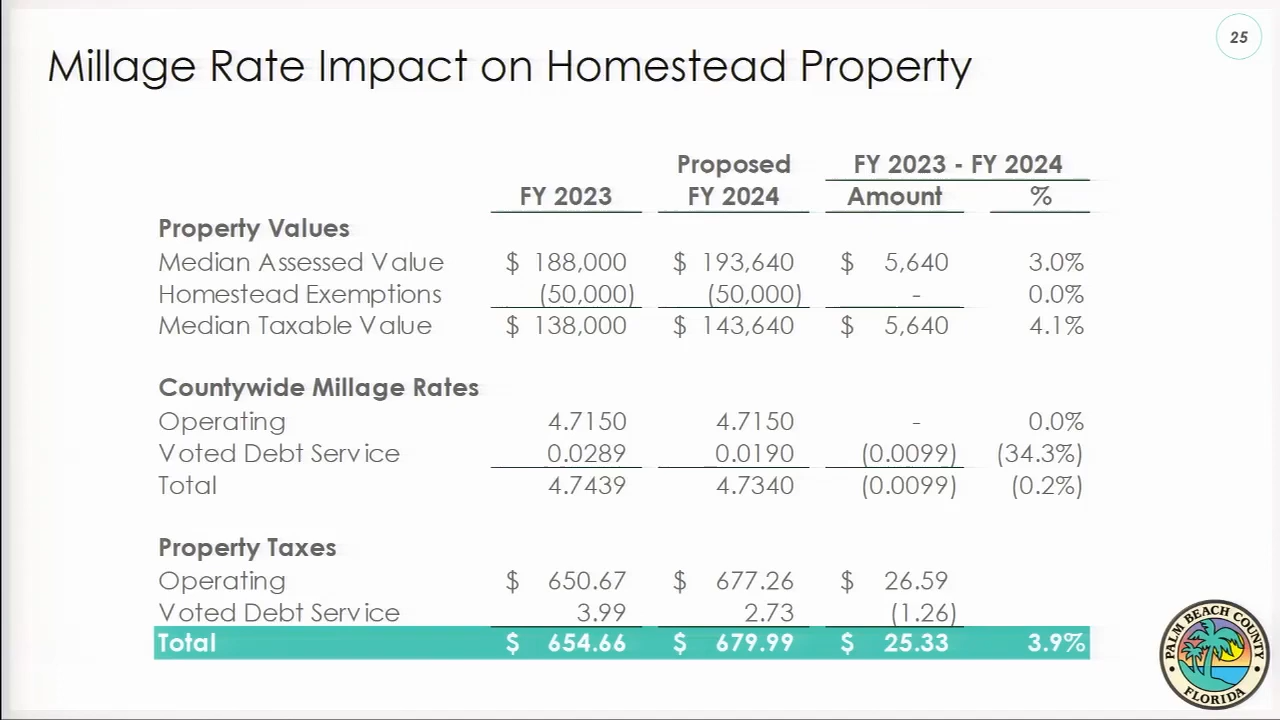 25
Millage Rate Impact on Homestead Property
Proposed FY 2023 - FY 2024
FY 2023 FY 2024 Amount %
Property Values
Median Assessed Value $ 188,000 $ 193,640 $ 5,640 3.0%
Homestead Exemptions (50,000) (50,000) - 0.0%
Median Taxable Value $ 138,000 $ 143,640 $ 5,640 4.1%
Countywide Millage Rates
Operating 4.7150 4.7150 - 0.0%
Voted Debt Service 0.0289 0.0190 (0.0099) (34.3%)
Total 4.7439 4.7340 (0.0099) (0.2%)
Property Taxes
Operating $ 650.67 $ 677.26 $ 26.59
Voted Debt Service 3.99 2.73 (1.26)
Total $ 654.66 $ 679.99 $ 25.33 3.9%
PALM BEACH COUNTY
FLORIDA